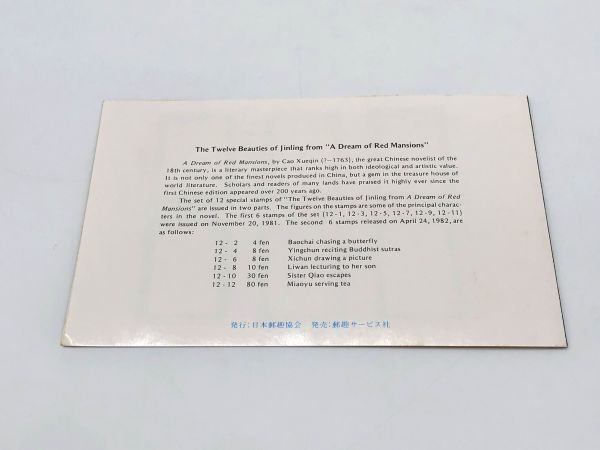 The Twelve Beauties of Jinling from "A Dream of Red Mansions"
A Dream of Red Mansions, by Cao Xueqin (?—1763), the great Chinese novelist of the
18th century, is a literary masterpiece that ranks high in both ideological and artistic value.
It is not only one of the finest novels produced in China, but a gem in the treasure house of
world literature. Scholars and readers of many lands have praised it highly ever since the
first Chinese edition appeared over 200 years ago.
The set of 12 special stamps of "The Twelve Beauties of Jinling from A Dream of Red
Mansions" are issued in two parts. The figures on the stamps are some of the principal charac-
ters in the novel. The first 6 stamps of the set (12-1, 12-3, 12-5, 12-7, 12-9, 12-11)
were issued on November 20, 1981. The second 6 stamps released on April 24, 1982, are
as follows:
12 - 2 4 fen Baochai chasing a butterfly
12 - 4 8 fen Yingchun reciting Buddhist sutras
12 - 6 8 fen Xichun drawing a picture
12 - 8 10 fen Liwan lecturing to her son
12 - 10 30 fen Sister Qiao escapes
12 - 12 80 fen Miaoyu serving tea
発行:日本郵趣協会 発売:郵趣サービス社